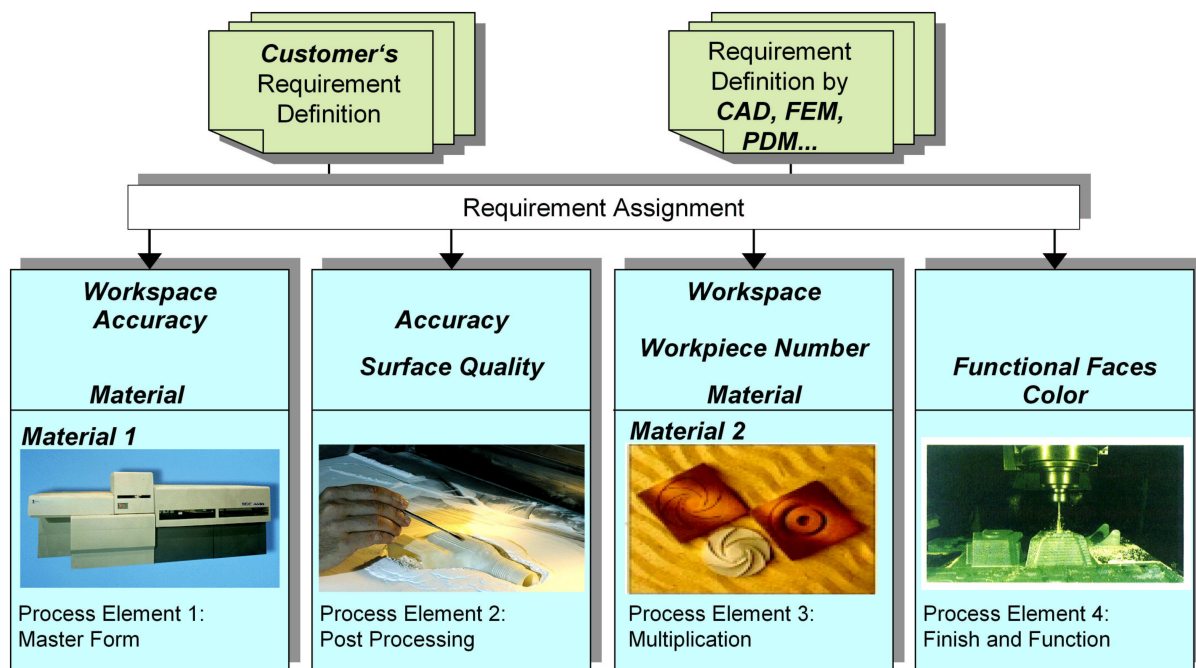 Customer‘s
Requirement
Definition
Requirement
Definition by
CAD, FEM,
PDM...
Requirement Assignment
Workspace
Accuracy
Material
Material 1
Process Element 1:
Master Form
Accuracy
Surface Quality
Process Element 2:
Post Processing
Workspace
Workpiece Number
Material
Material 2
Process Element 3:
Multiplication
Functional Faces
Color
Process Element 4:
Finish and Function